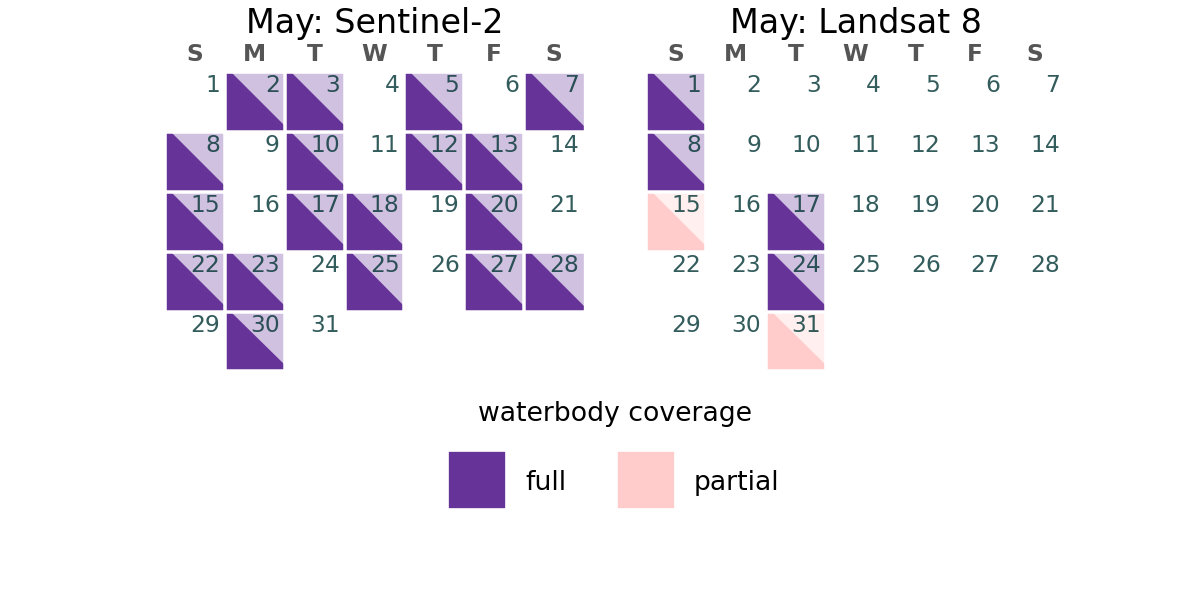 May: Sentinel-2
S M T W T F S
1 2 3 4 5 6 7
8 9 10 11 12 13 14
15 16 17 18 19 20 21
22 23 24 25 26 27 28
29 30 31
May: Landsat 8
S M T W T F S
1 2 3 4 5 6 7
8 9 10 11 12 13 14
15 16 17 18 19 20 21
22 23 24 25 26 27 28
29 30 31
waterbody coverage
full
partial